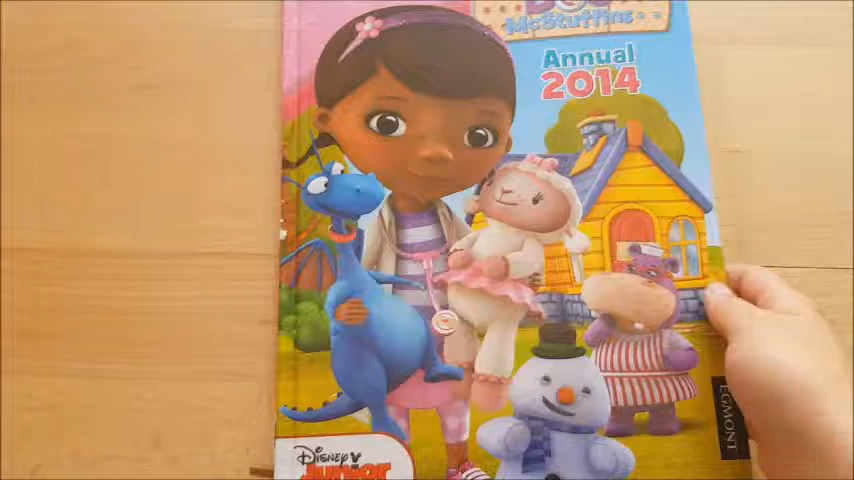 McStuffins
Annual
2014
EGMONT
Disney
Junior